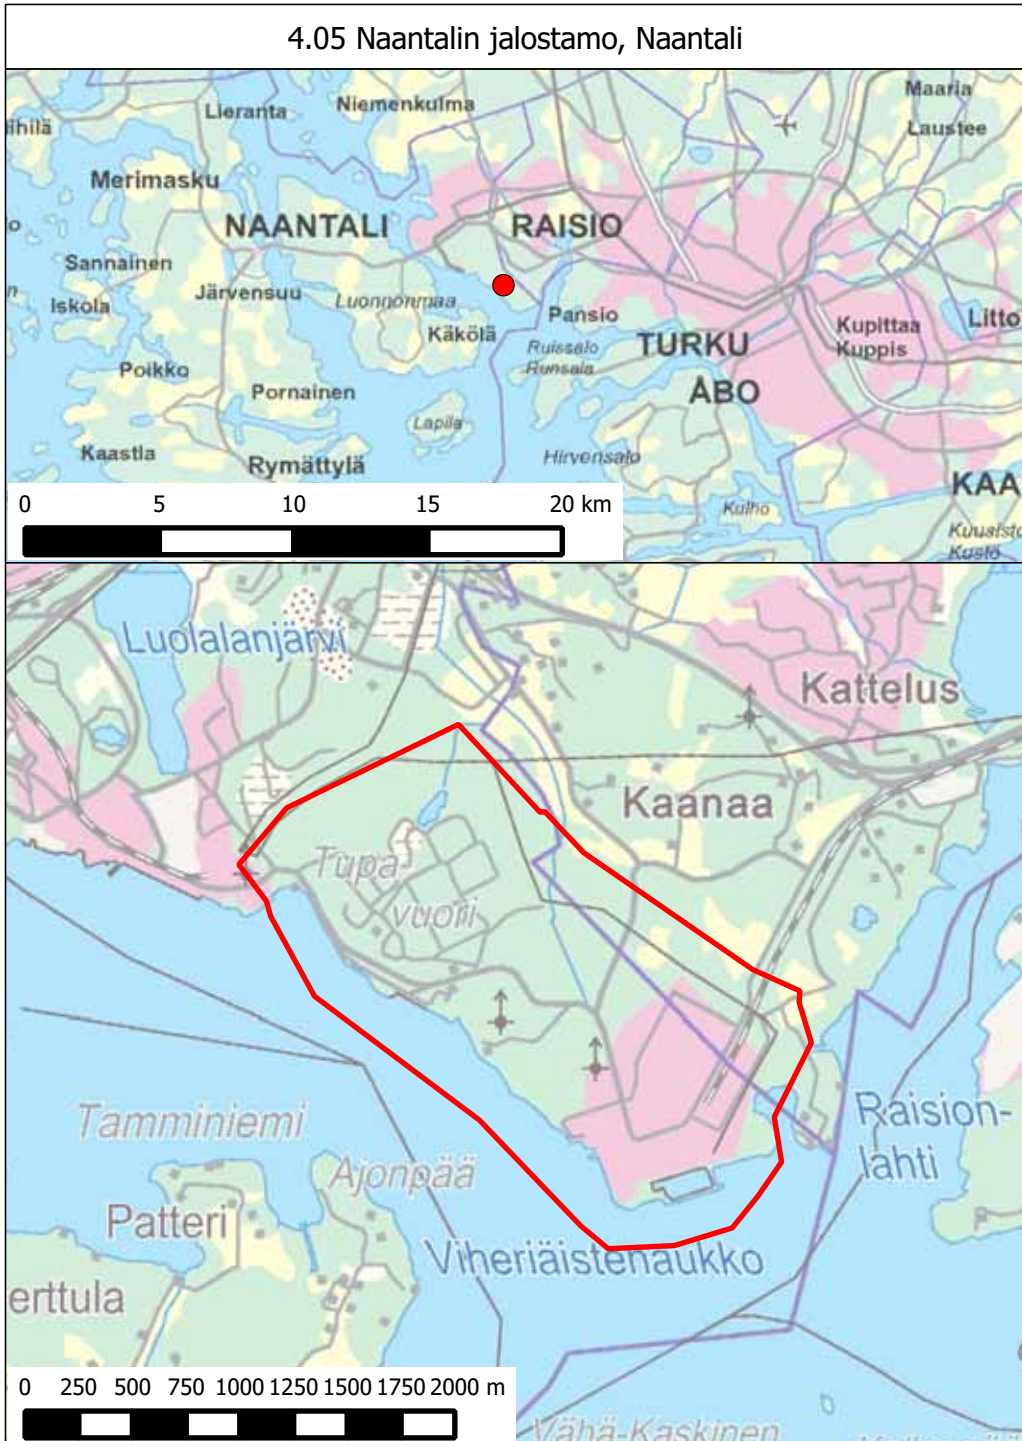 4.05 Naantalin jalostamo, Naantali
Maaria
Niemenkulma
Lieranta
Laustee
ihilä
Merimasku
NAANTALI
RAISIO
Sannainen
Järvensuu
Luonnonmaa
Iskola
Pansio
Käkölä
Kupittaa
Kuppis
Litto
Ruissalo
Runsala
TURKU
ÅBO
Poikko
Pornainen
Lapila
Kaastla
Rymättylä
Hirvensalo
KAA
Kulho
Kuusisto
Kustö
0 5 10 15 20 km
Luolalanjärvi
Kattelus
Kaanaa
Tupa-
vuori
Raision-
lahti
Tamminiemi
Ajonpää
Patteri
Viheriäistenaukko
erttula
0 250 500 750 1000 1250 1500 1750 2000 m
Vähä-Kaskinen